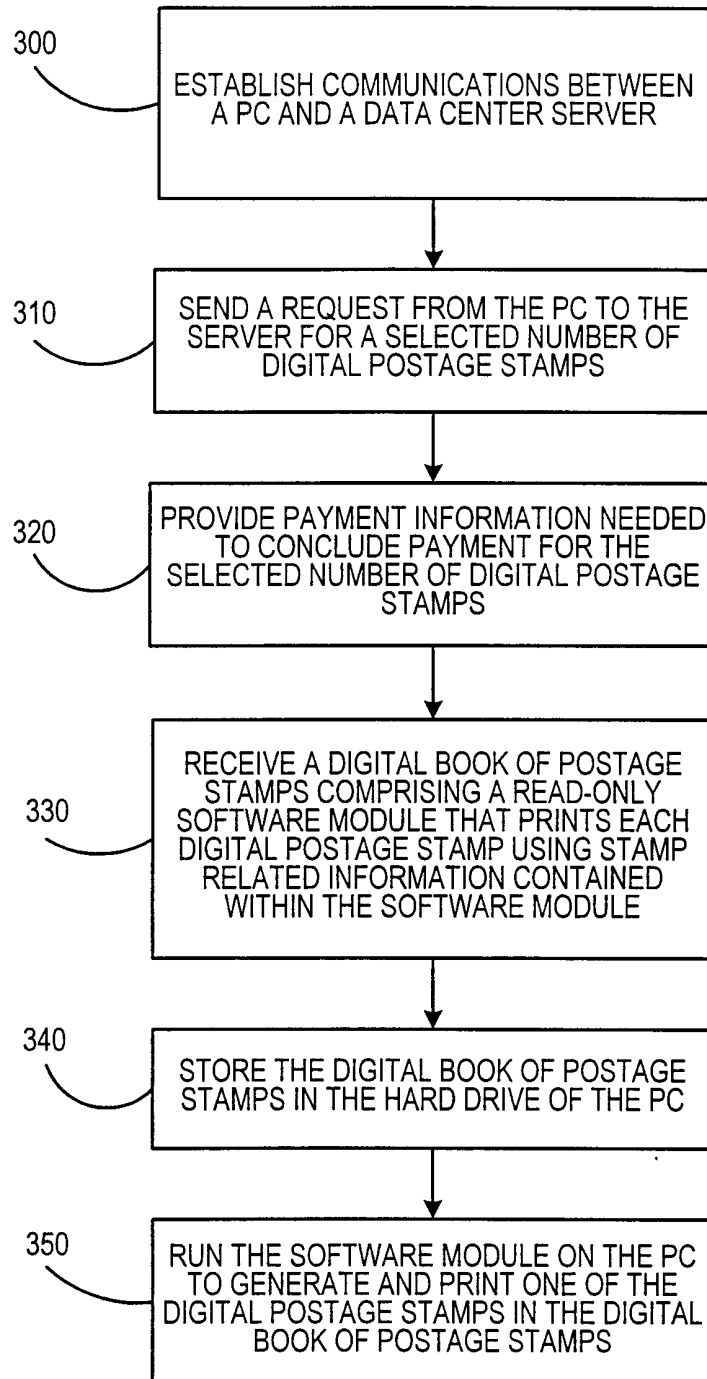 300
ESTABLISH COMMUNICATIONS BETWEEN
A PC AND A DATA CENTER SERVER
310
SEND A REQUEST FROM THE PC TO THE
SERVER FOR A SELECTED NUMBER OF
DIGITAL POSTAGE STAMPS
320
PROVIDE PAYMENT INFORMATION NEEDED
TO CONCLUDE PAYMENT FOR THE
SELECTED NUMBER OF DIGITAL POSTAGE
STAMPS
330
RECEIVE A DIGITAL BOOK OF POSTAGE
STAMPS COMPRISING A READ-ONLY
SOFTWARE MODULE THAT PRINTS EACH
DIGITAL POSTAGE STAMP USING STAMP
RELATED INFORMATION CONTAINED
WITHIN THE SOFTWARE MODULE
340
STORE THE DIGITAL BOOK OF POSTAGE
STAMPS IN THE HARD DRIVE OF THE PC
350
RUN THE SOFTWARE MODULE ON THE PC
TO GENERATE AND PRINT ONE OF THE
DIGITAL POSTAGE STAMPS IN THE DIGITAL
BOOK OF POSTAGE STAMPS